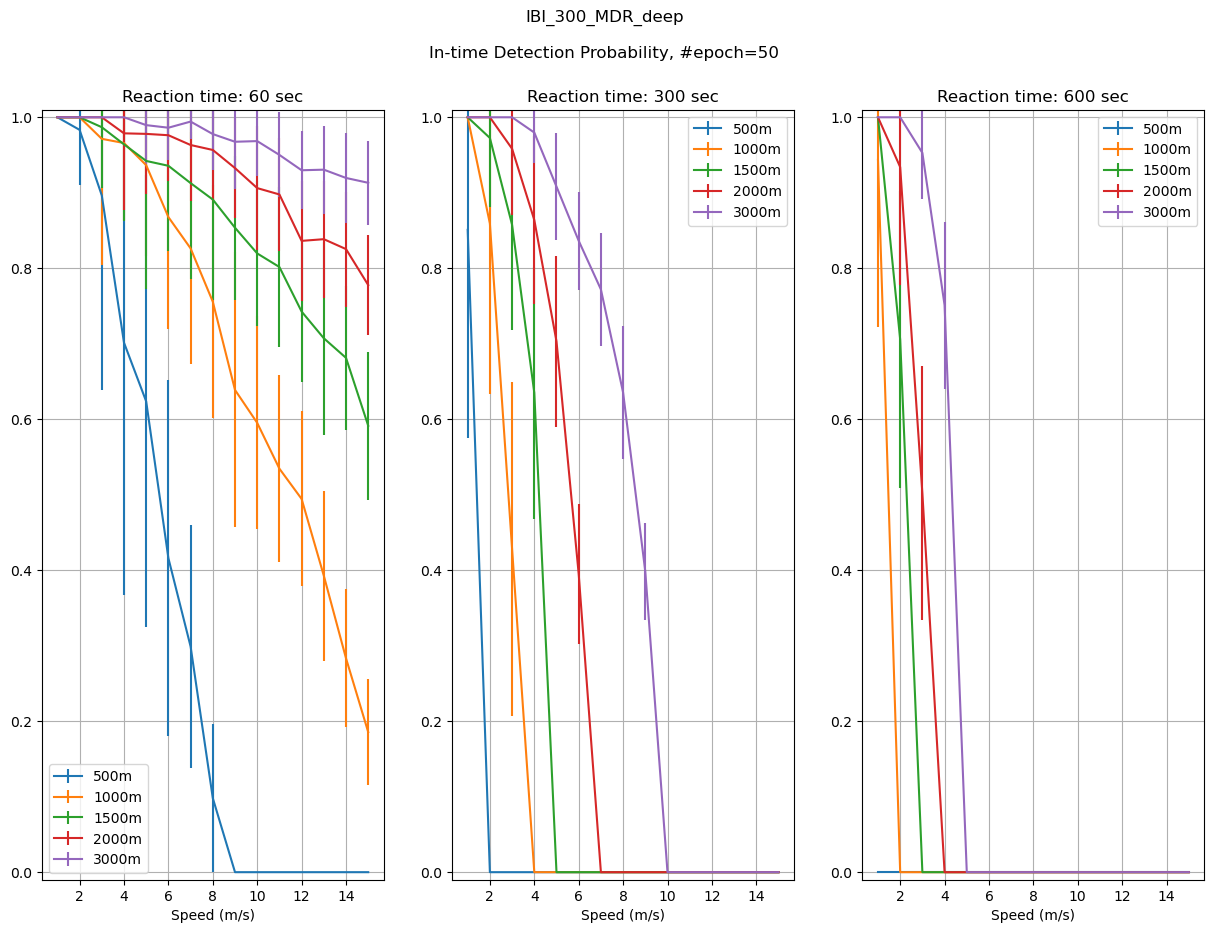 IBI_300_MDR_deep
In-time Detection Probability, #epoch=50
Reaction time: 60 sec
1.0
0.8
0.6
0.4
0.2
0.0
500m
1000m
1500m
2000m
3000m
2 4 6 8 10 12 14
Speed (m/s)
Reaction time: 300 sec
500m
1000m
1500m
2000m
3000m
1.0
0.8
0.6
0.4
0.2
0.0
2 4 6 8 10 12 14
Speed (m/s)
Reaction time: 600 sec
500m
1000m
1500m
2000m
3000m
1.0
0.8
0.6
0.4
0.2
0.0
2 4 6 8 10 12 14
Speed (m/s)